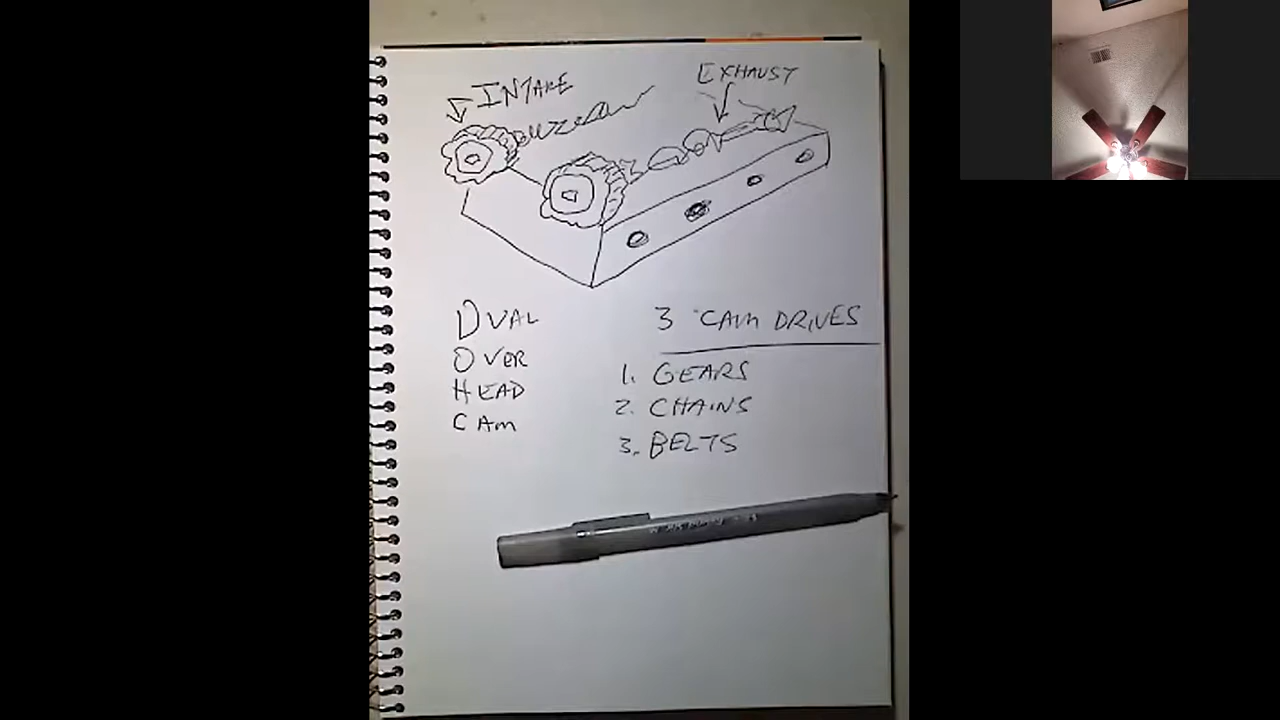 INTAKE
EXHAUST
DUAL
OVER
HEAD
CAM
3 CAM DRIVES
1. GEARS
2. CHAINS
3. BELTS